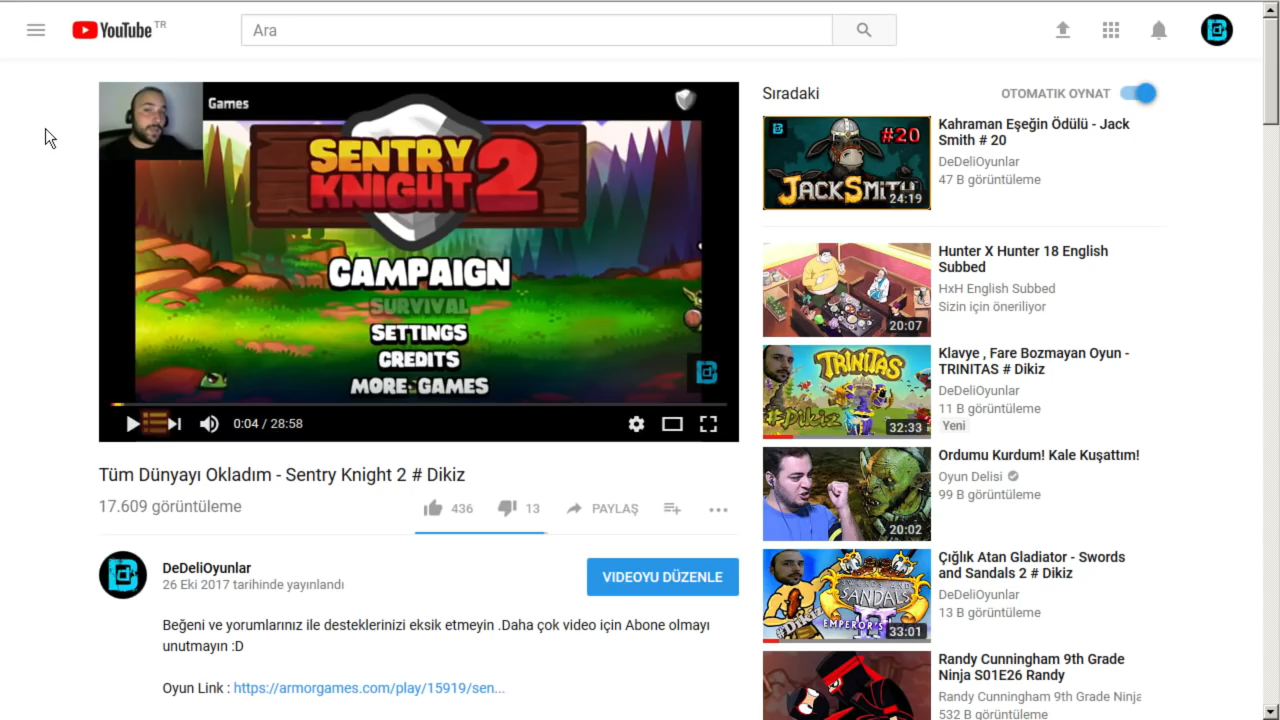 YouTube TR
Ara
Games
SENTRY
KNIGHT 2
CAMPAIGN
SURVIVAL
SETTINGS
CREDITS
MORE GAMES
0:04 / 28:58
Tüm Dünyayı Okladım - Sentry Knight 2 # Dikiz
17.609 görüntüleme
436
13
PAYLAŞ
DeDeliOyunlar
26 Eki 2017 tarihinde yayınlandı
VIDEOYU DÜZENLE
Beğeni ve yorumlarınız ile desteklerinizi eksik etmeyin .Daha çok video için Abone olmayı
unutmayın :D
Oyun Link : https://armorgames.com/play/15919/sen...
Sıradaki
OTOMATIK OYNAT
#20
JACKSMITH
24:19
Kahraman Eşeğin Ödülü - Jack
Smith # 20
DeDeliOyunlar
47 B görüntüleme
20:07
Hunter X Hunter 18 English
Subbed
HxH English Subbed
Sizin için öneriliyor
TRINITAS
#Dikiz
32:33
Klavye , Fare Bozmayan Oyun -
TRINITAS # Dikiz
DeDeliOyunlar
11 B görüntüleme
Yeni
20:02
Ordumu Kurdum! Kale Kuşattım!
Oyun Delisi
99 B görüntüleme
SWORDS AND
SANDALS
EMPEROR'S
#DİKİZ
33:01
Çığlık Atan Gladiator - Swords
and Sandals 2 # Dikiz
DeDeliOyunlar
13 B görüntüleme
Randy Cunningham 9th Grade
Ninja S01E26 Randy
Randy Cunningham 9th Grade Ninja
532 B görüntüleme